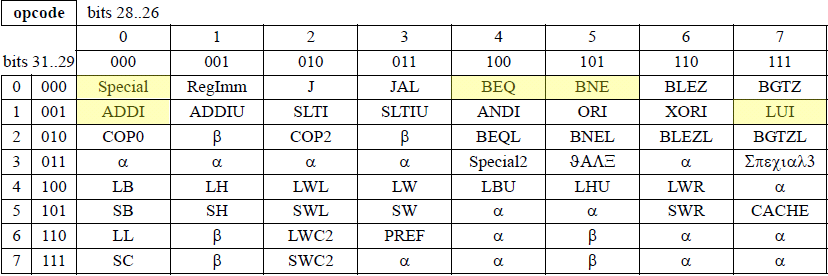 opcode bits 28..26
0 1 2 3 4 5 6 7
bits 31..29 000 001 010 011 100 101 110 111
0 000 Special RegImm J JAL BEQ BNE BLEZ BGTZ
1 001 ADDI ADDIU SLTI SLTIU ANDI ORI XORI LUI
2 010 COP0 β COP2 β BEQL BNEL BLEZL BGTZL
3 011 α α α α Special2 ϑΑΛΞ α Σπεχιαλ3
4 100 LB LH LWL LW LBU LHU LWR α
5 101 SB SH SWL SW α α SWR CACHE
6 110 LL β LWC2 PREF α β α α
7 111 SC β SWC2 α α β α α